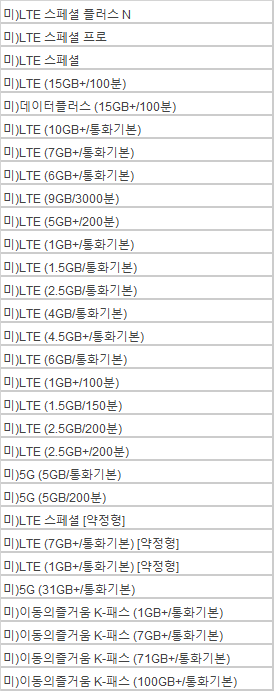 미)LTE 스페셜 플러스 N
미)LTE 스페셜 프로
미)LTE 스페셜
미)LTE (15GB+/100분)
미)데이터플러스 (15GB+/100분)
미)LTE (10GB+/통화기본)
미)LTE (7GB+/통화기본)
미)LTE (6GB+/통화기본)
미)LTE (9GB/3000분)
미)LTE (5GB+/200분)
미)LTE (1GB+/통화기본)
미)LTE (1.5GB/통화기본)
미)LTE (2.5GB/통화기본)
미)LTE (4GB/통화기본)
미)LTE (4.5GB+/통화기본)
미)LTE (6GB/통화기본)
미)LTE (1GB+/100분)
미)LTE (1.5GB/150분)
미)LTE (2.5GB/200분)
미)LTE (2.5GB+/200분)
미)5G (5GB/통화기본)
미)5G (5GB/200분)
미)LTE 스페셜 [약정형]
미)LTE (7GB+/통화기본) [약정형]
미)LTE (1GB+/통화기본) [약정형]
미)5G (31GB+/통화기본)
미)이동의즐거움 K-패스 (1GB+/통화기본)
미)이동의즐거움 K-패스 (7GB+/통화기본)
미)이동의즐거움 K-패스 (71GB+/통화기본)
미)이동의즐거움 K-패스 (100GB+/통화기본)